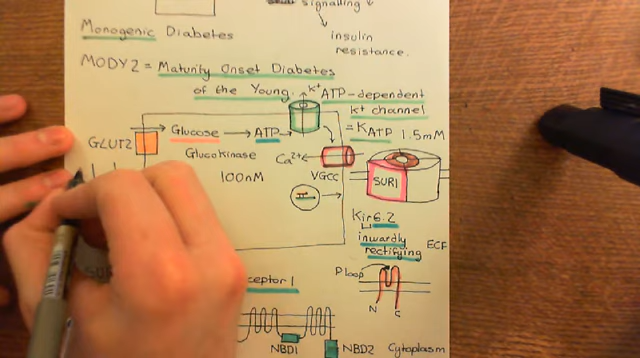 signalling ↓
insulin
resistance.
Monogenic Diabetes
MODY2 = Maturity Onset Diabetes
of the Young
K+ ATP-dependent
K+ channel
= KATP 1.5mM
GLUT2
Glucose → ATP
Glucokinase
Ca2+
100nM
VGCC
SUR1
Kir6.2
inwardly
rectifying
ECF
P loop
N C
ceptor 1
NBD1
NBD2
Cytoplasm